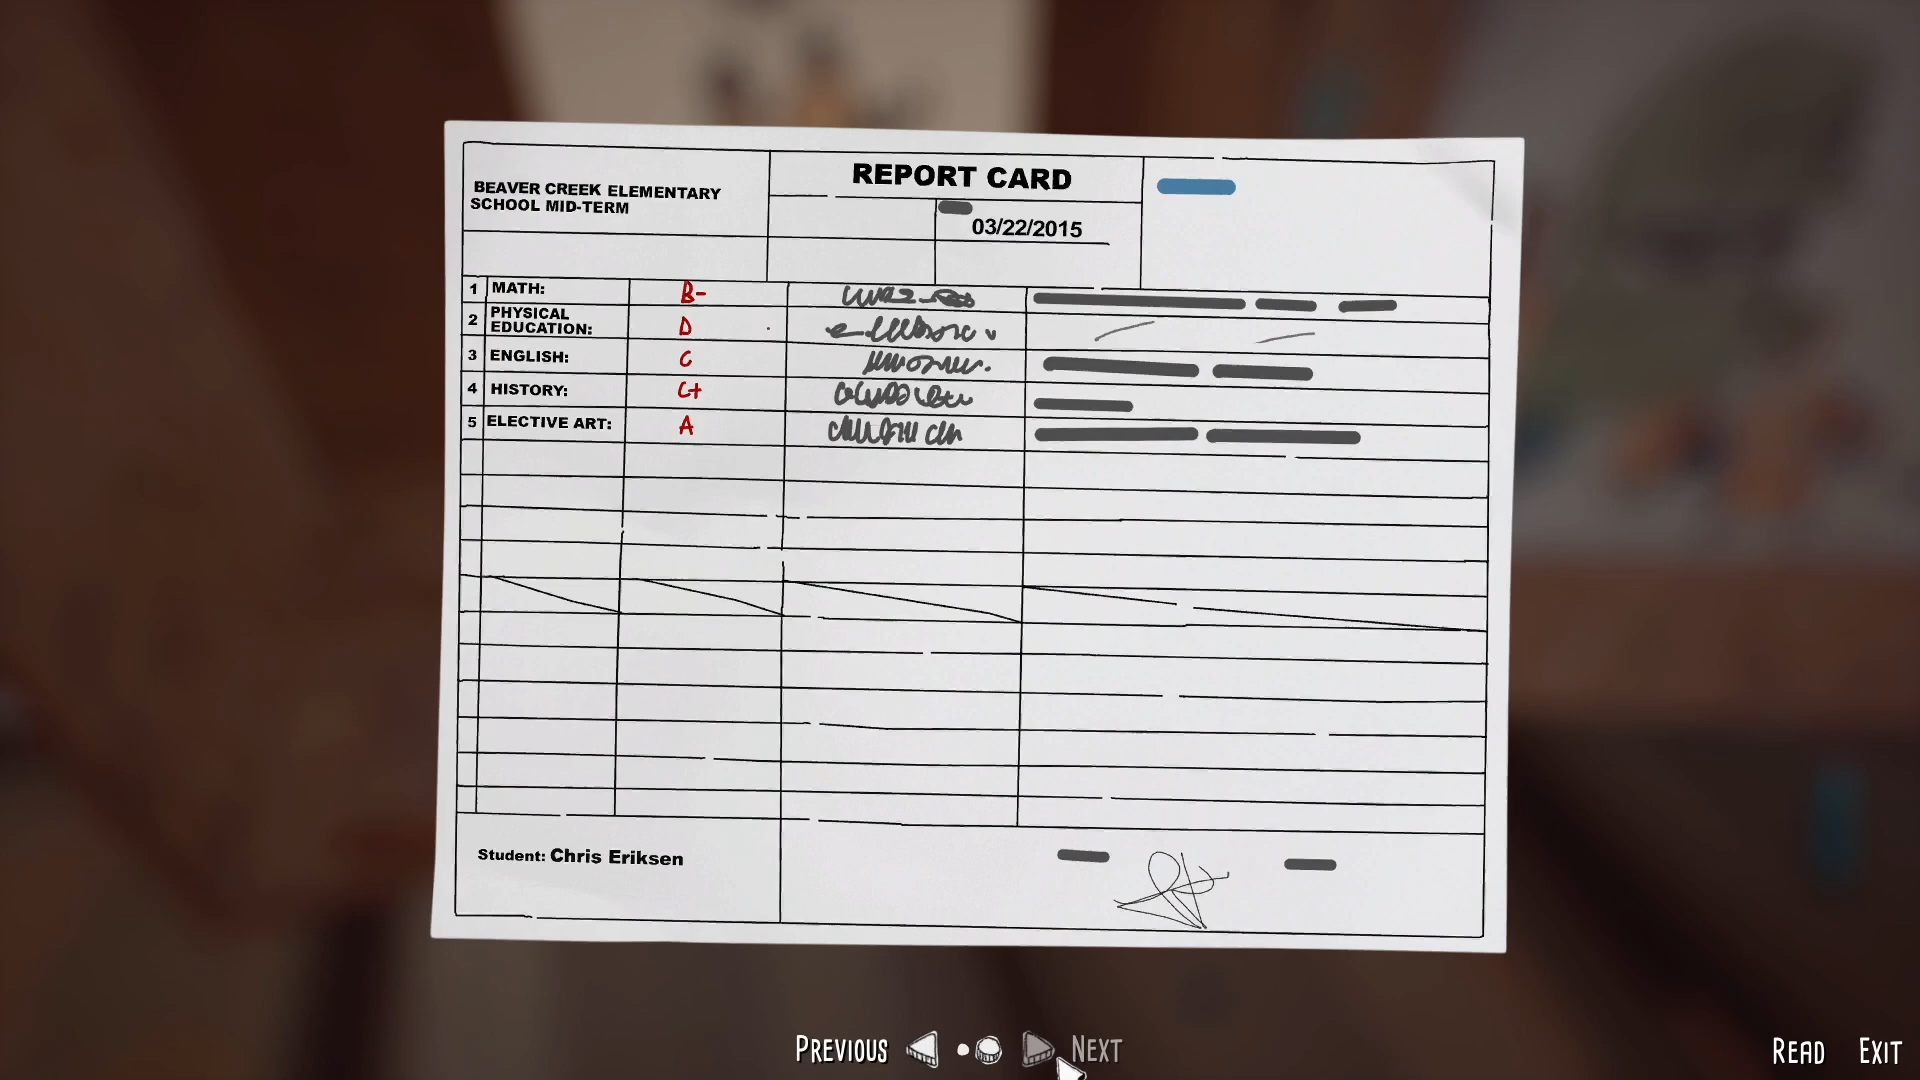 BEAVER CREEK ELEMENTARY
SCHOOL MID-TERM
REPORT CARD
03/22/2015
1 MATH: B-
2 PHYSICAL
EDUCATION: D
3 ENGLISH: C
4 HISTORY: C+
5 ELECTIVE ART: A
Student: Chris Eriksen
PREVIOUS NEXT
READ EXIT